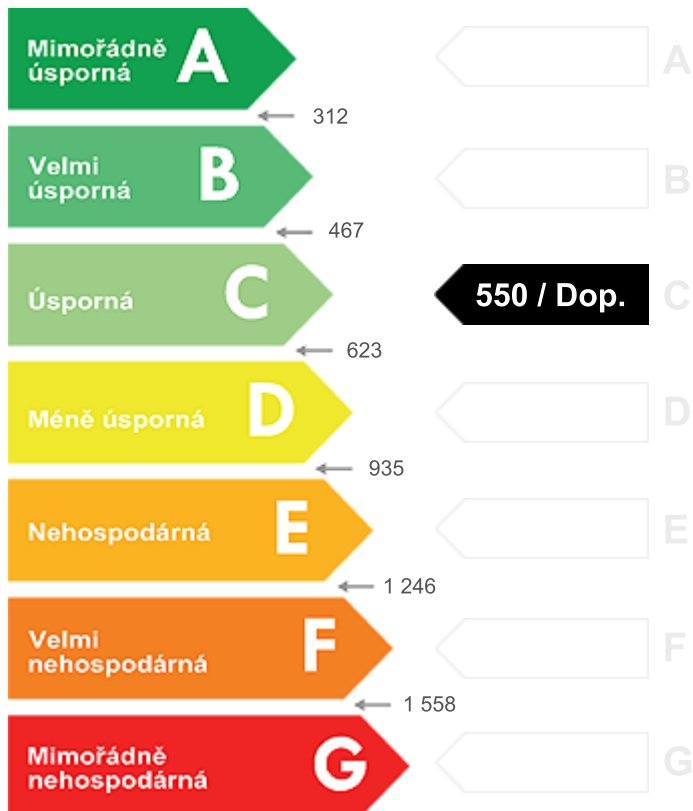 Mimořádně
úsporná
A
A
312
Velmi
úsporná
B
B
467
Úsporná
C
550 / Dop.
C
623
Méně úsporná
D
D
935
Nehospodárná
E
E
1 246
Velmi
nehospodárná
F
F
1 558
Mimořádně
nehospodárná
G
G